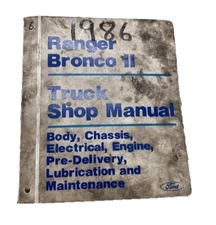 1986
Ranger
Bronco II
Truck
Shop Manual
Body, Chassis,
Electrical, Engine,
Pre-Delivery,
Lubrication and
Maintenance
Ford